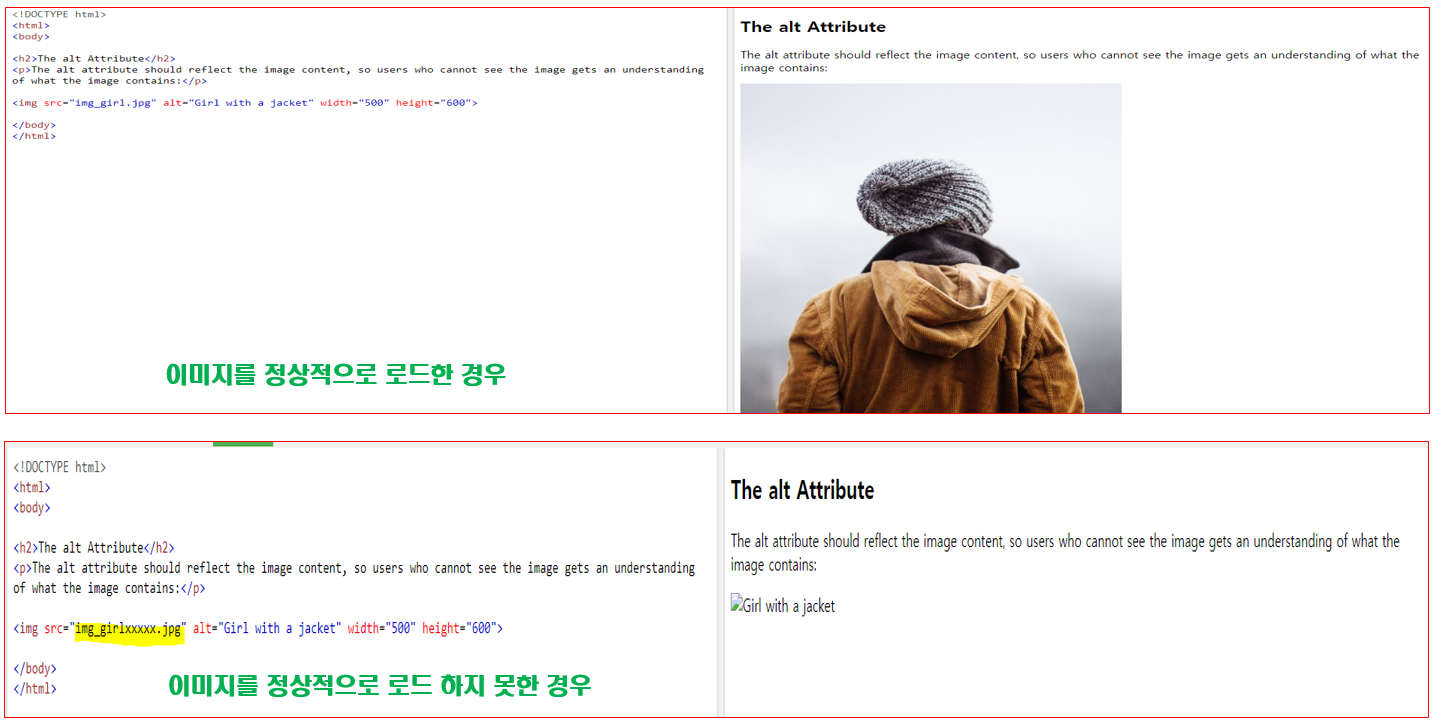 <!DOCTYPE html>
<html>
<body>
<h2>The alt Attribute</h2>
<p>The alt attribute should reflect the image content, so users who cannot see the image gets an understanding
of what the image contains:</p>
<img src="img_girl.jpg" alt="Girl with a jacket" width="500" height="600">
</body>
</html>
이미지를 정상적으로 로드한 경우
The alt Attribute
The alt attribute should reflect the image content, so users who cannot see the image gets an understanding of what the
image contains:
<!DOCTYPE html>
<html>
<body>
<h2>The alt Attribute</h2>
<p>The alt attribute should reflect the image content, so users who cannot see the image gets an understanding
of what the image contains:</p>
<img src="img_girlxxxxx.jpg" alt="Girl with a jacket" width="500" height="600">
</body>
</html>
이미지를 정상적으로 로드 하지 못한 경우
The alt Attribute
The alt attribute should reflect the image content, so users who cannot see the image gets an understanding of what the
image contains:
Girl with a jacket